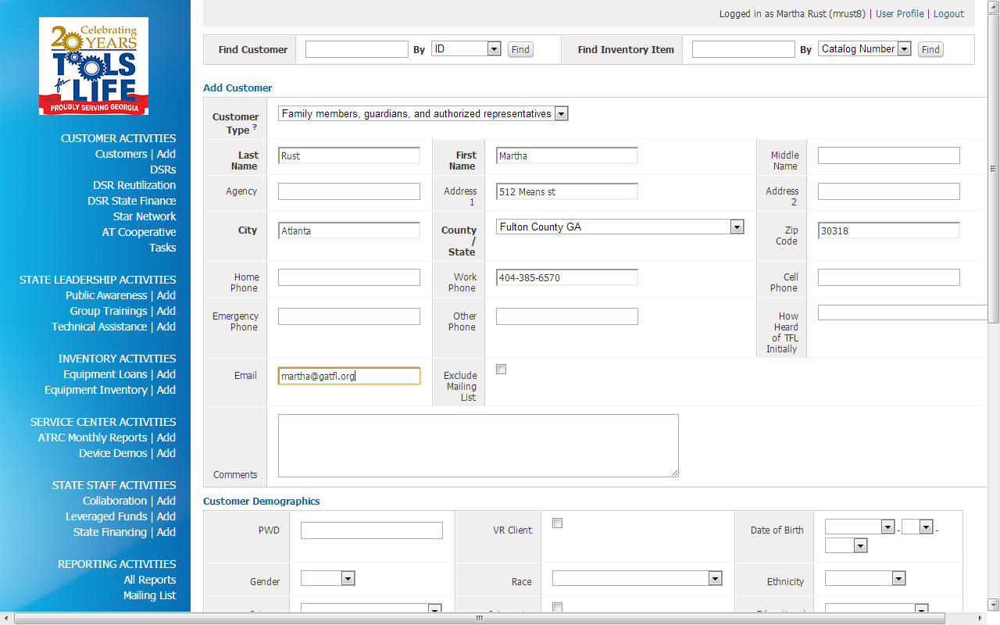 Celebrating
20 YEARS
TOOLS
for LIFE
PROUDLY SERVING GEORGIA
CUSTOMER ACTIVITIES
Customers | Add
DSRs
DSR Reutilization
DSR State Finance
Star Network
AT Cooperative
Tasks
STATE LEADERSHIP ACTIVITIES
Public Awareness | Add
Group Trainings | Add
Technical Assistance | Add
INVENTORY ACTIVITIES
Equipment Loans | Add
Equipment Inventory | Add
SERVICE CENTER ACTIVITIES
ATRC Monthly Reports | Add
Device Demos | Add
STATE STAFF ACTIVITIES
Collaboration | Add
Leveraged Funds | Add
State Financing | Add
REPORTING ACTIVITIES
All Reports
Mailing List
Logged in as Martha Rust (mrust8) | User Profile | Logout
Find Customer By ID Find Find Inventory Item By Catalog Number Find
Add Customer
Customer Type ? Family members, guardians, and authorized representatives
Last Name Rust First Name Martha Middle Name
Agency Address 1 512 Means st Address 2
City Atlanta County / State Fulton County GA Zip Code 30318
Home Phone Work Phone 404-385-6570 Cell Phone
Emergency Phone Other Phone How Heard of TFL Initially
Email martha@gatfl.org Exclude Mailing List
Comments
Customer Demographics
PWD VR Client Date of Birth - -
Gender Race Ethnicity